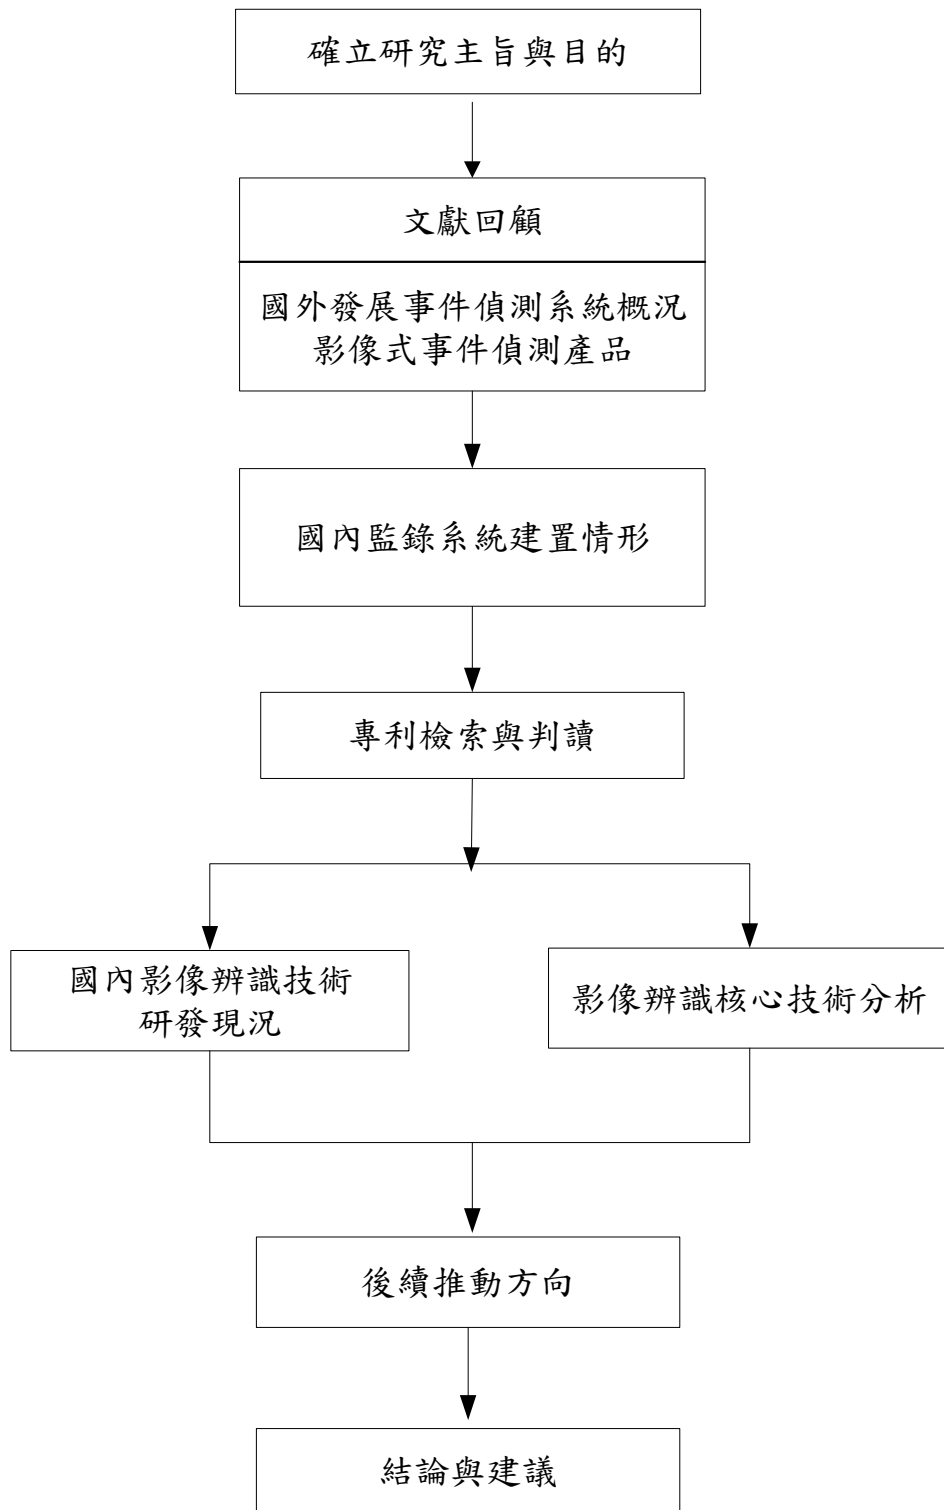 確立研究主旨與目的
文獻回顧
國外發展事件偵測系統概況
影像式事件偵測產品
國內監錄系統建置情形
專利檢索與判讀
國內影像辨識技術
研發現況
影像辨識核心技術分析
後續推動方向
結論與建議